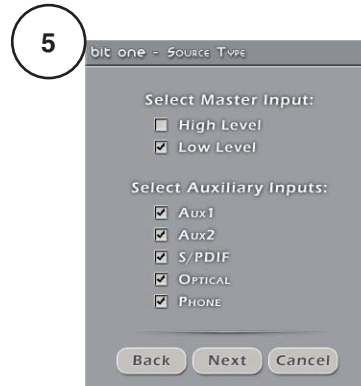 5
bit one - Source Type
Select Master Input:
High Level
Low Level
Select Auxiliary Inputs:
Aux1
Aux2
S/PDIF
Optical
Phone
Back Next Cancel